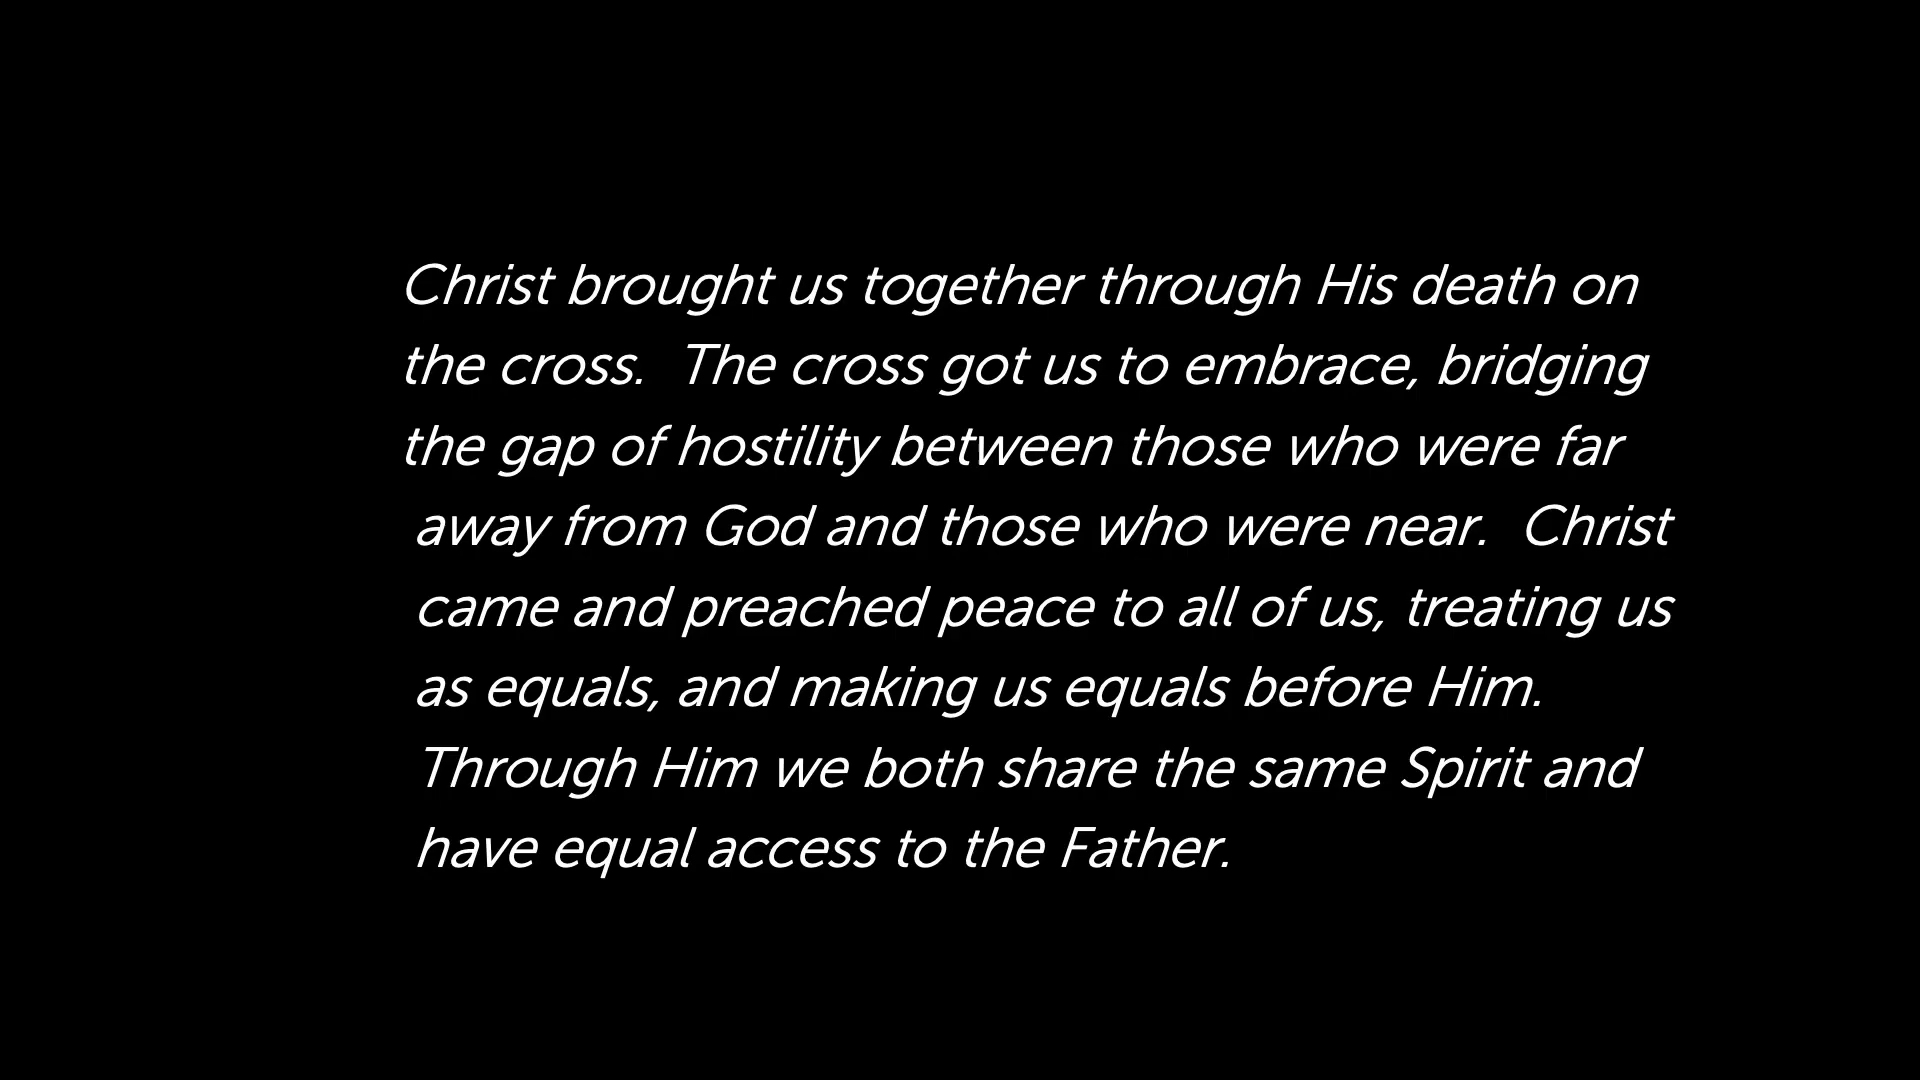 Christ brought us together through His death on
the cross.  The cross got us to embrace, bridging
the gap of hostility between those who were far
away from God and those who were near.  Christ
came and preached peace to all of us, treating us
as equals, and making us equals before Him.
Through Him we both share the same Spirit and
have equal access to the Father.